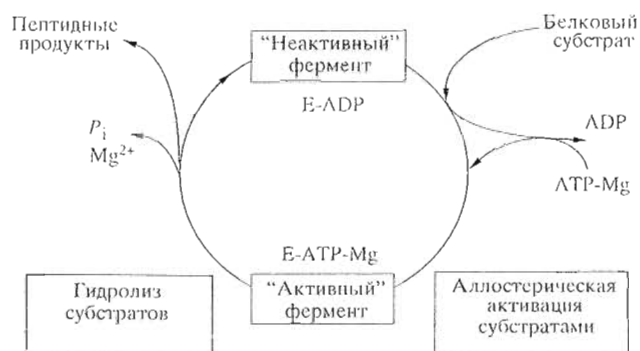 Пептидные
продукты
"Неактивный"
фермент
Белковый
субстрат
E-ADP
ADP
ATP-Mg
Pi
Mg2+
E-ATP-Mg
"Активный"
фермент
Гидролиз
субстратов
Аллостерическая
активация
субстратами